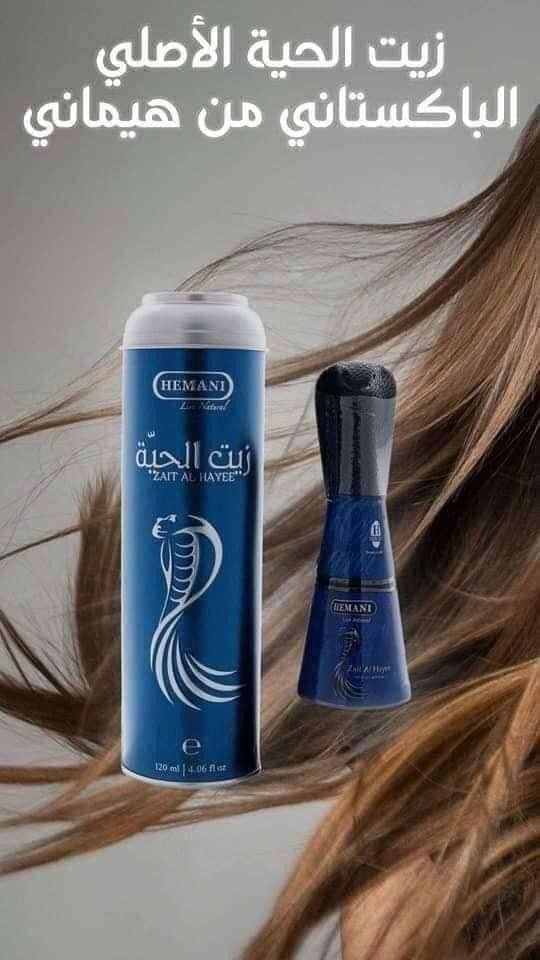 زيت الحية الأصلي
الباكستاني من هيماني
HEMANI
Live Natural
زيت الحيّة
ZAIT AL HAYEE
e
120 ml | 4.06 fl oz
HEMANI
Live Natural
Zait Al Hayee